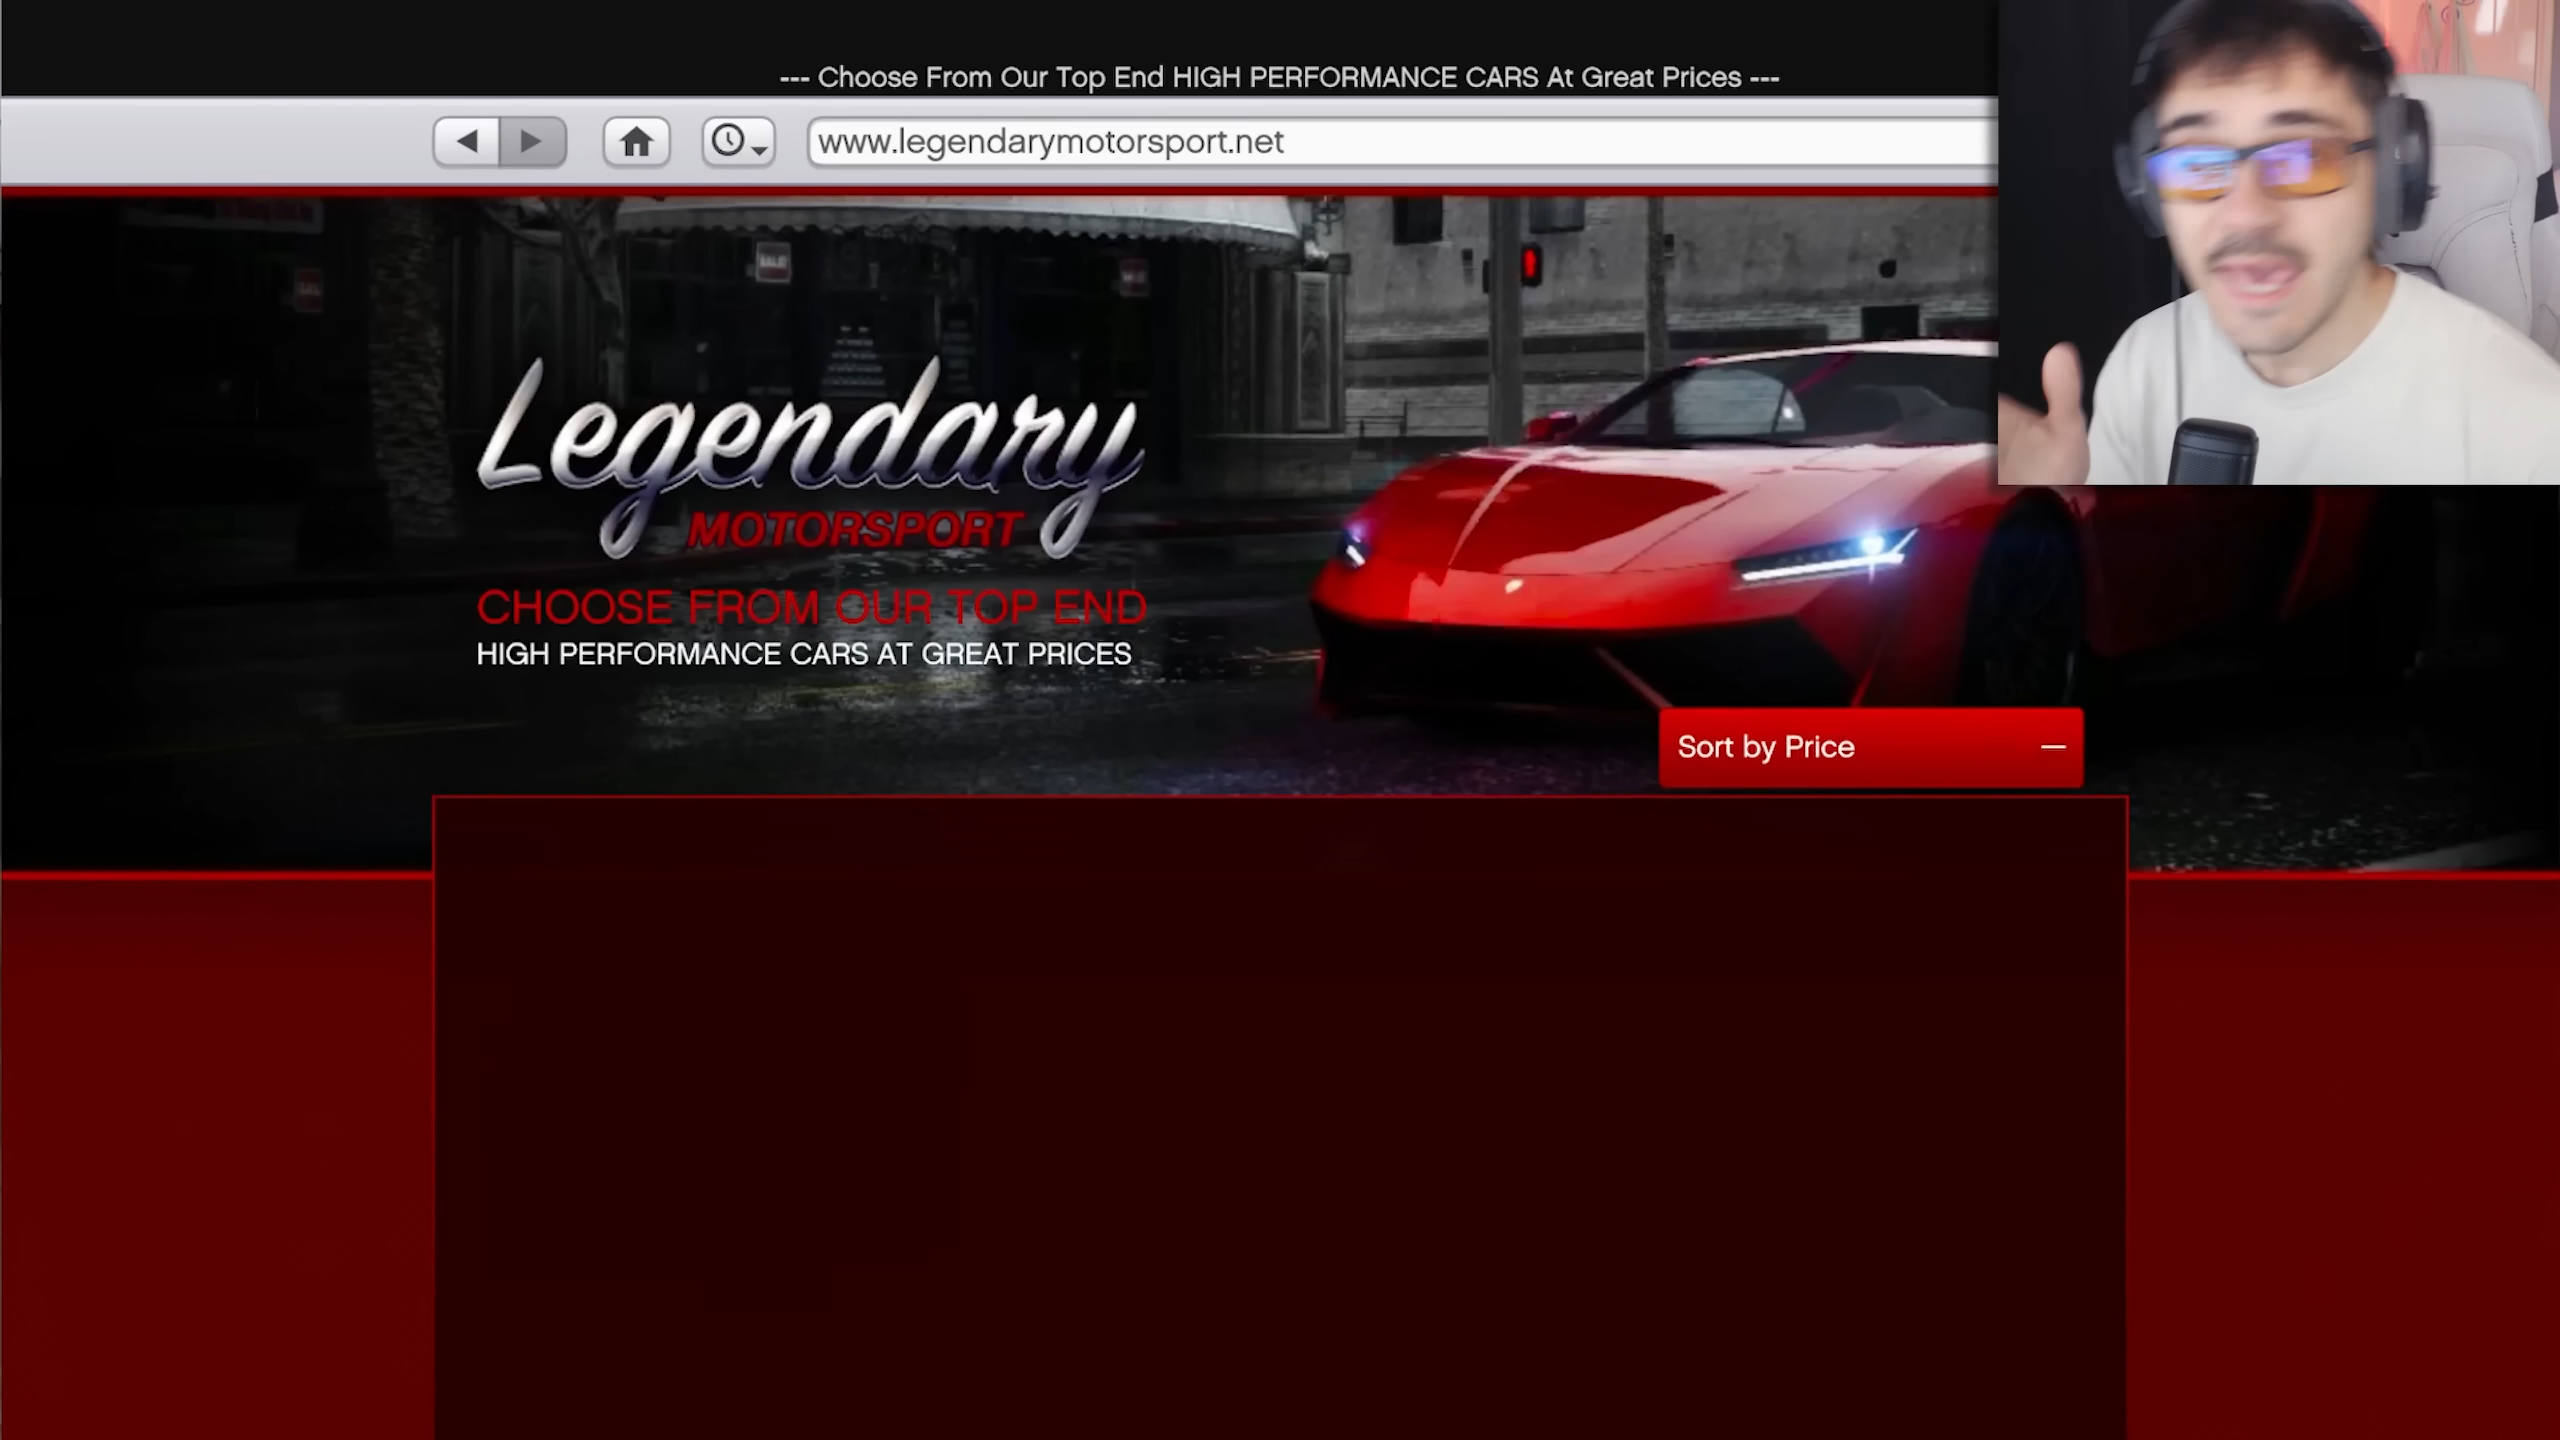 --- Choose From Our Top End HIGH PERFORMANCE CARS At Great Prices ---
www.legendarymotorsport.net
Legendary
MOTORSPORT
CHOOSE FROM OUR TOP END
HIGH PERFORMANCE CARS AT GREAT PRICES
Sort by Price